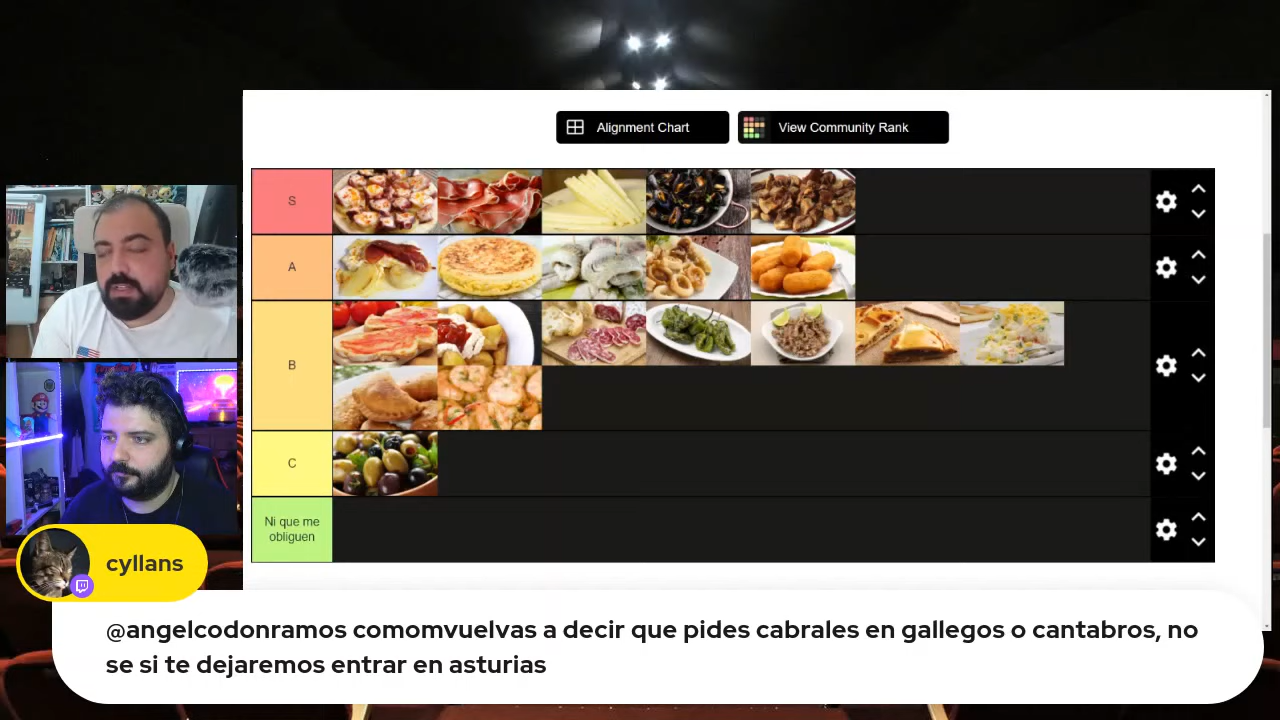 Alignment Chart
View Community Rank
S
A
B
C
Ni que me
obliguen
cyllans
@angelcodonramos comomvuelvas a decir que pides cabrales en gallegos o cantabros, no
se si te dejaremos entrar en asturias